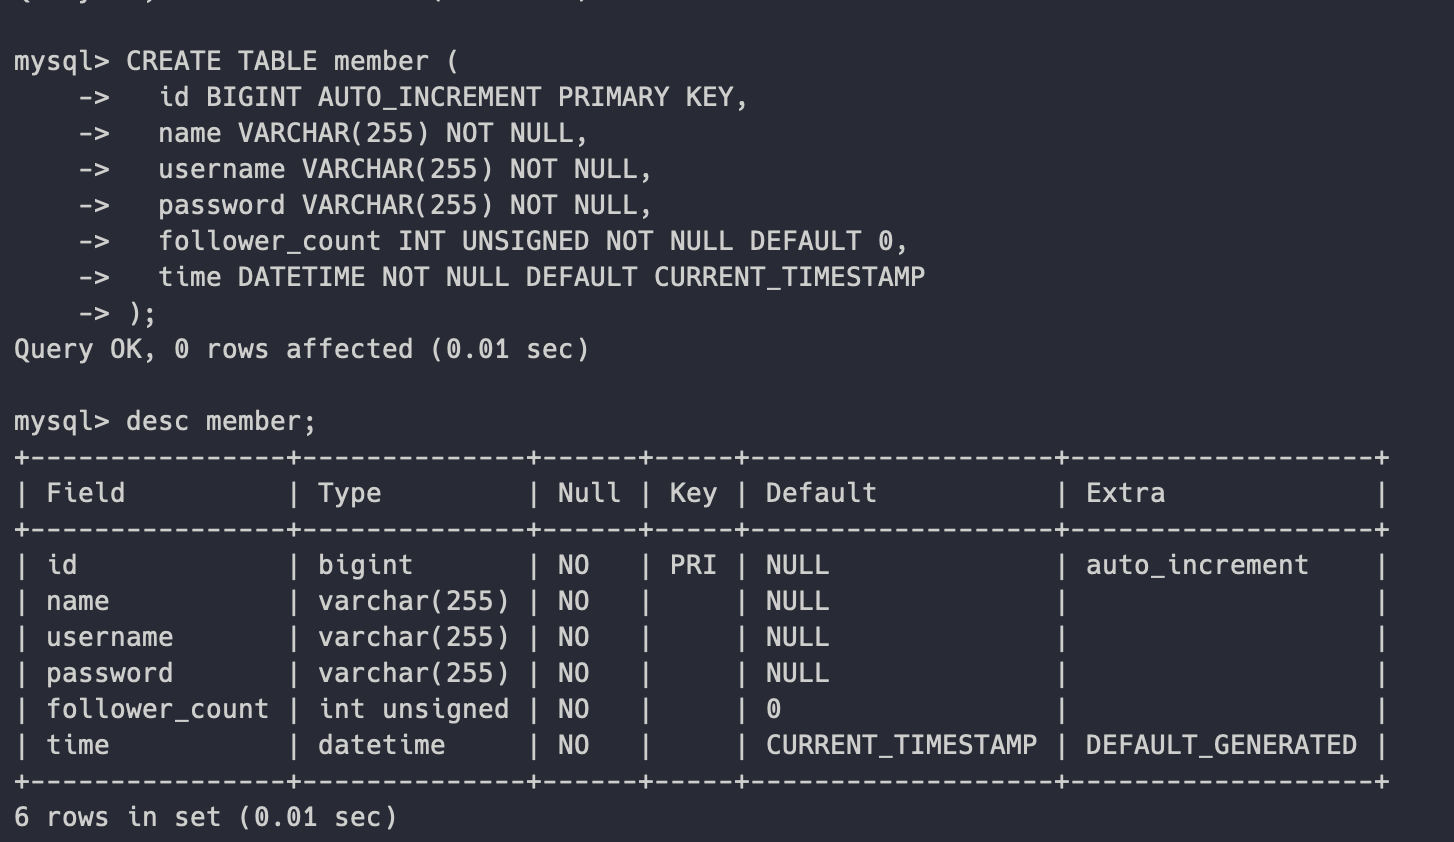 mysql> CREATE TABLE member (
    ->   id BIGINT AUTO_INCREMENT PRIMARY KEY,
    ->   name VARCHAR(255) NOT NULL,
    ->   username VARCHAR(255) NOT NULL,
    ->   password VARCHAR(255) NOT NULL,
    ->   follower_count INT UNSIGNED NOT NULL DEFAULT 0,
    ->   time DATETIME NOT NULL DEFAULT CURRENT_TIMESTAMP
    -> );
Query OK, 0 rows affected (0.01 sec)
mysql> desc member;
+----------------+--------------+------+-----+-------------------+-------------------+
| Field          | Type         | Null | Key | Default           | Extra             |
+----------------+--------------+------+-----+-------------------+-------------------+
| id             | bigint       | NO   | PRI | NULL              | auto_increment    |
| name           | varchar(255) | NO   |     | NULL              |                   |
| username       | varchar(255) | NO   |     | NULL              |                   |
| password       | varchar(255) | NO   |     | NULL              |                   |
| follower_count | int unsigned | NO   |     | 0                 |                   |
| time           | datetime     | NO   |     | CURRENT_TIMESTAMP | DEFAULT_GENERATED |
+----------------+--------------+------+-----+-------------------+-------------------+
6 rows in set (0.01 sec)